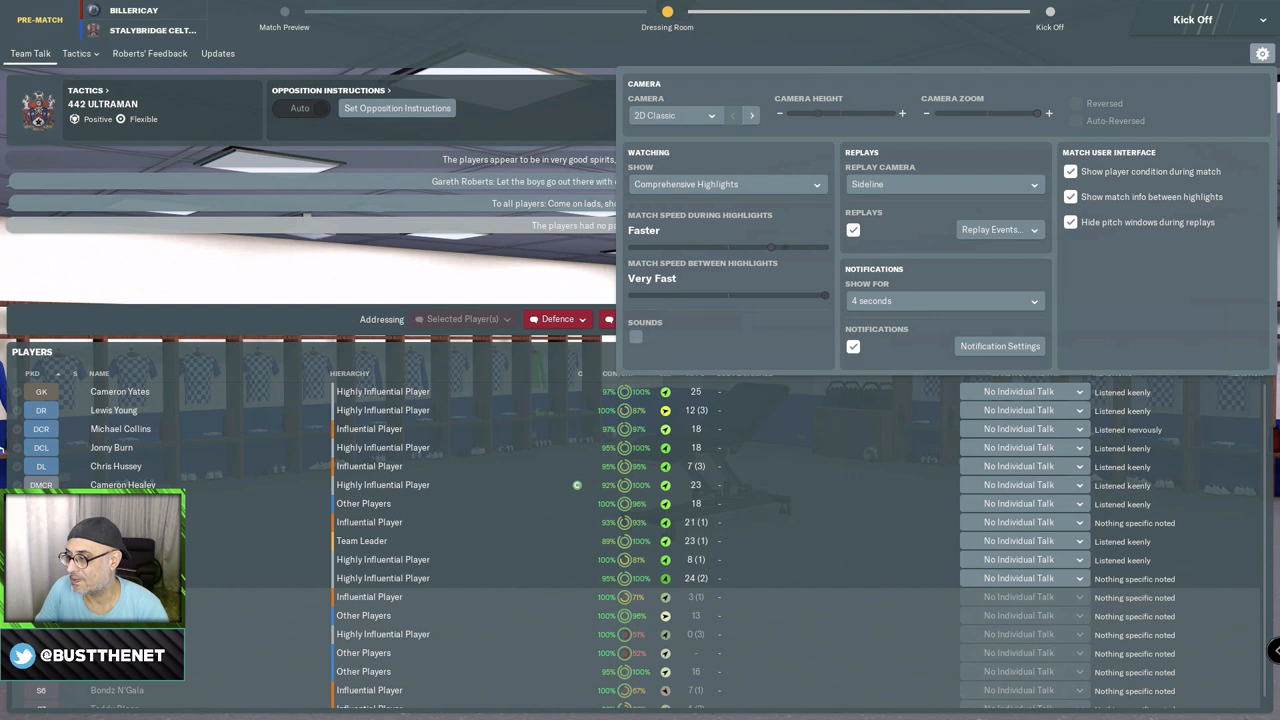 PRE-MATCH
BILLERICAY
STALYBRIDGE CELT...
Match Preview
Dressing Room
Kick Off
Kick Off
Team Talk
Tactics
Roberts' Feedback
Updates
TACTICS >
442 ULTRAMAN
Positive
Flexible
OPPOSITION INSTRUCTIONS >
Auto
Set Opposition Instructions
The players appear to be in very good spirits,
Gareth Roberts: Let the boys go out there with
To all players: Come on lads, sho
The players had no pa
CAMERA
CAMERA
2D Classic
CAMERA HEIGHT
CAMERA ZOOM
Reversed
Auto-Reversed
WATCHING
SHOW
Comprehensive Highlights
MATCH SPEED DURING HIGHLIGHTS
Faster
MATCH SPEED BETWEEN HIGHLIGHTS
Very Fast
SOUNDS
REPLAYS
REPLAY CAMERA
Sideline
REPLAYS
Replay Events...
NOTIFICATIONS
SHOW FOR
4 seconds
NOTIFICATIONS
Notification Settings
MATCH USER INTERFACE
Show player condition during match
Show match info between highlights
Hide pitch windows during replays
Addressing
Selected Player(s)
Defence
PLAYERS
PKD S NAME HIERARCHY C
GK Cameron Yates Highly Influential Player 97% 100% 25 - No Individual Talk Listened keenly
DR Lewis Young Highly Influential Player 100% 87% 12 (3) - No Individual Talk Listened keenly
DCR Michael Collins Influential Player 97% 97% 18 - No Individual Talk Listened nervously
DCL Jonny Burn Highly Influential Player 95% 100% 18 - No Individual Talk Listened keenly
DL Chris Hussey Influential Player 95% 95% 7 (3) - No Individual Talk Listened keenly
DMCR Cameron Healey Highly Influential Player C 92% 100% 23 - No Individual Talk Listened keenly
Other Players 100% 96% 18 - No Individual Talk Listened keenly
Influential Player 93% 93% 21 (1) - No Individual Talk Nothing specific noted
Team Leader 89% 100% 23 (1) - No Individual Talk Listened keenly
Highly Influential Player 100% 81% 8 (1) - No Individual Talk Listened keenly
Highly Influential Player 95% 100% 24 (2) - No Individual Talk Nothing specific noted
Influential Player 100% 71% 3 (1) - No Individual Talk Nothing specific noted
Other Players 100% 96% 13 - No Individual Talk Nothing specific noted
Highly Influential Player 100% 51% 0 (3) - No Individual Talk Nothing specific noted
Other Players 100% 52% - - No Individual Talk Nothing specific noted
Other Players 95% 100% 16 - No Individual Talk Nothing specific noted
S6 Bondz N'Gala Influential Player 100% 67% 7 (1) - No Individual Talk Nothing specific noted
@BUSTTHENET